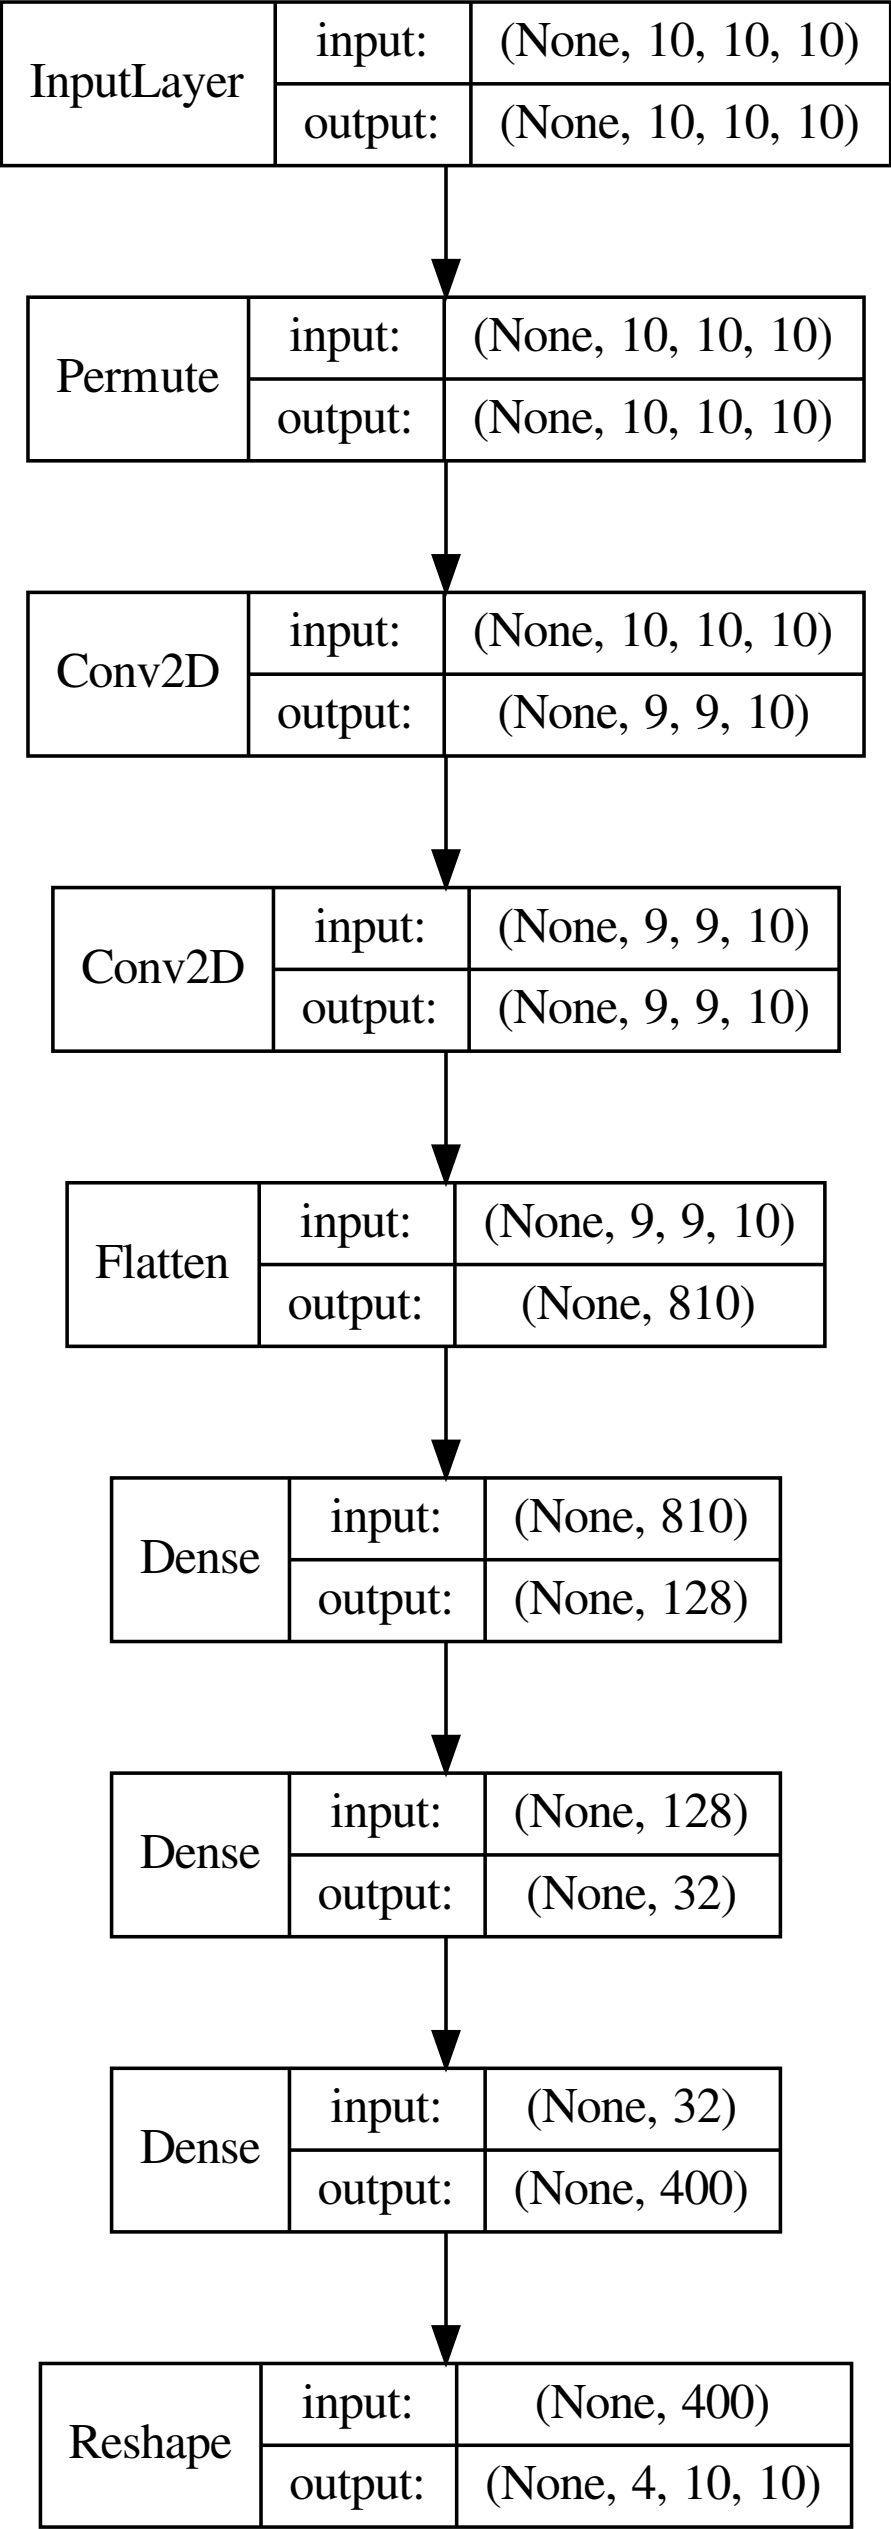 InputLayer
input: (None, 10, 10, 10)
output: (None, 10, 10, 10)
Permute
input: (None, 10, 10, 10)
output: (None, 10, 10, 10)
Conv2D
input: (None, 10, 10, 10)
output: (None, 9, 9, 10)
Conv2D
input: (None, 9, 9, 10)
output: (None, 9, 9, 10)
Flatten
input: (None, 9, 9, 10)
output: (None, 810)
Dense
input: (None, 810)
output: (None, 128)
Dense
input: (None, 128)
output: (None, 32)
Dense
input: (None, 32)
output: (None, 400)
Reshape
input: (None, 400)
output: (None, 4, 10, 10)